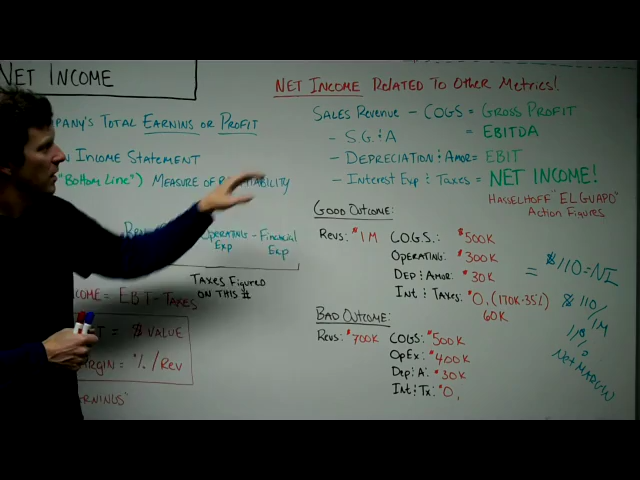 NET INCOME
NET INCOME RELATED TO OTHER METRICS!
PANY'S TOTAL EARNINS OR PROFIT
INCOME STATEMENT
"BOTTOM LINE") MEASURE OF PROFITABILITY
OPERATING - FINANCIAL
EXP EXP
TAXES FIGURED
ON THIS #
COME = EBT - TAXES
= $ VALUE
ARGIN = % / REV
RNINGS"
SALES REVENUE - COGS = GROSS PROFIT
- S.G.&A = EBITDA
- DEPRECIATION & AMOR = EBIT
- INTEREST EXP & TAXES = NET INCOME!
HASSELHOFF "EL GUAPO"
ACTION FIGURES
GOOD OUTCOME:
REVS: $1M C.O.G.S.: $500K
OPERATING: $300K
DEP & AMOR: $30K
INT & TAXES: $0, (170K·35%)
60K
= $110 = NI
$110/
1M
11%
NET MARGIN
BAD OUTCOME:
REVS: $700K COGS: $500K
OPEX: $400K
DEP & A: $30K
INT & TX: $0,